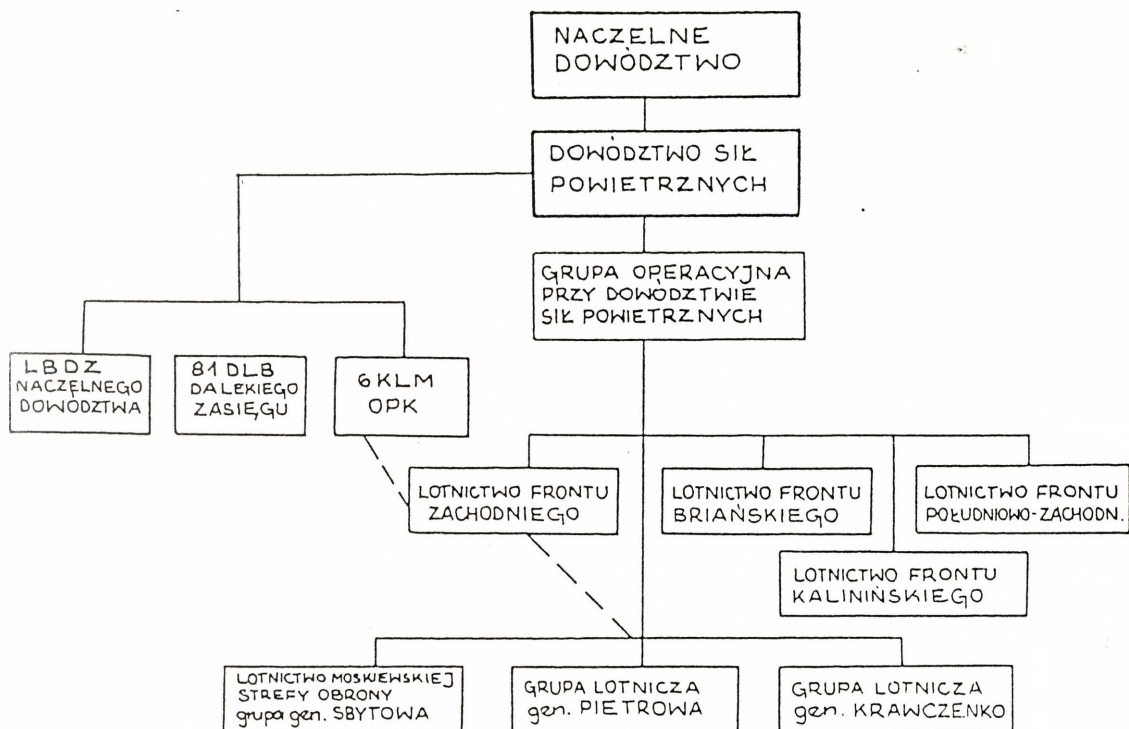 NACZELNE
DOWÓDZTWO
DOWÓDZTWO SIŁ
POWIETRZNYCH
GRUPA OPERACYJNA
PRZY DOWÓDZTWIE
SIŁ POWIETRZNYCH
LBDZ
NACZELNEGO
DOWÓDZTWA
81 DLB
DALEKIEGO
ZASIĘGU
6 KLM
OPK
LOTNICTWO FRONTU
ZACHODNIEGO
LOTNICTWO FRONTU
BRIAŃSKIEGO
LOTNICTWO FRONTU
POŁUDNIOWO-ZACHODN.
LOTNICTWO FRONTU
KALINIŃSKIEGO
LOTNICTWO MOSKIEWSKIEJ
STREFY OBRONY
grupa gen. SBYTOWA
GRUPA LOTNICZA
gen. PIETROWA
GRUPA LOTNICZA
gen. KRAWCZENKO